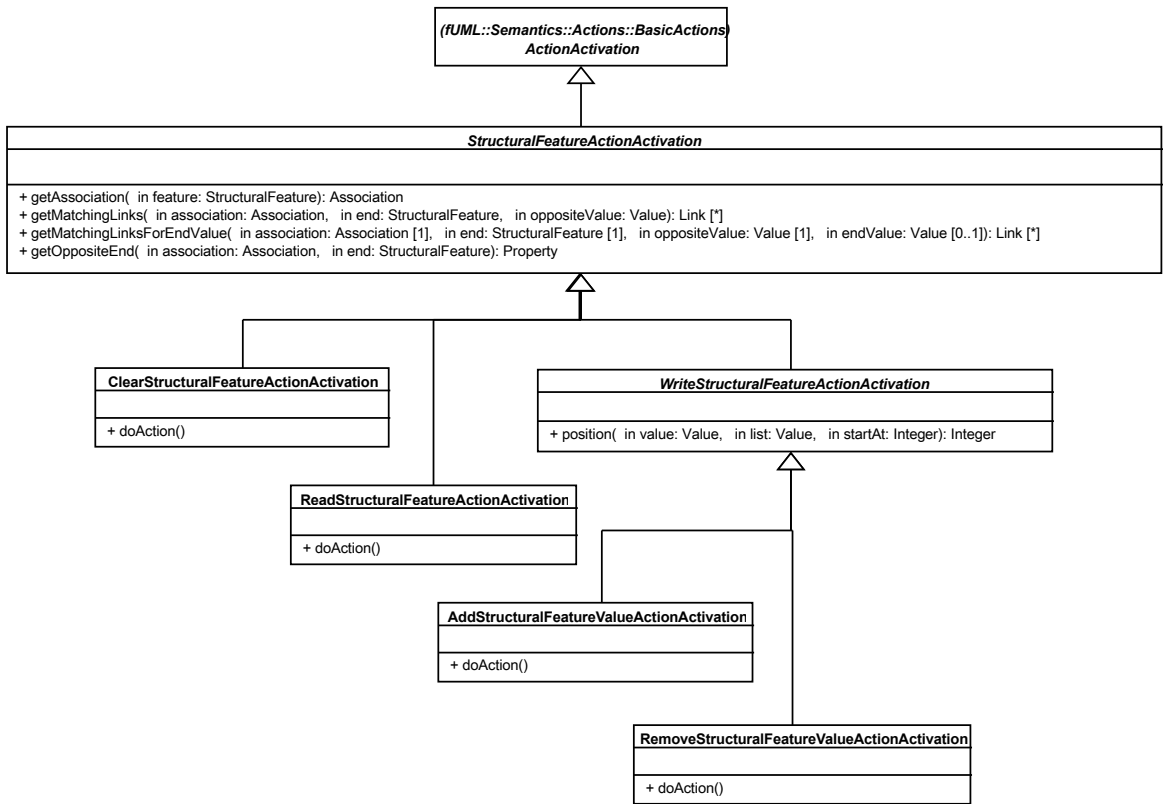 (fUML::Semantics::Actions::BasicActions)
ActionActivation
StructuralFeatureActionActivation
+ getAssociation( in feature: StructuralFeature): Association
+ getMatchingLinks( in association: Association, in end: StructuralFeature, in oppositeValue: Value): Link [*]
+ getMatchingLinksForEndValue( in association: Association [1], in end: StructuralFeature [1], in oppositeValue: Value [1], in endValue: Value [0..1]): Link [*]
+ getOppositeEnd( in association: Association, in end: StructuralFeature): Property
ClearStructuralFeatureActionActivation
+ doAction()
WriteStructuralFeatureActionActivation
+ position( in value: Value, in list: Value, in startAt: Integer): Integer
ReadStructuralFeatureActionActivation
+ doAction()
AddStructuralFeatureValueActionActivation
+ doAction()
RemoveStructuralFeatureValueActionActivation
+ doAction()